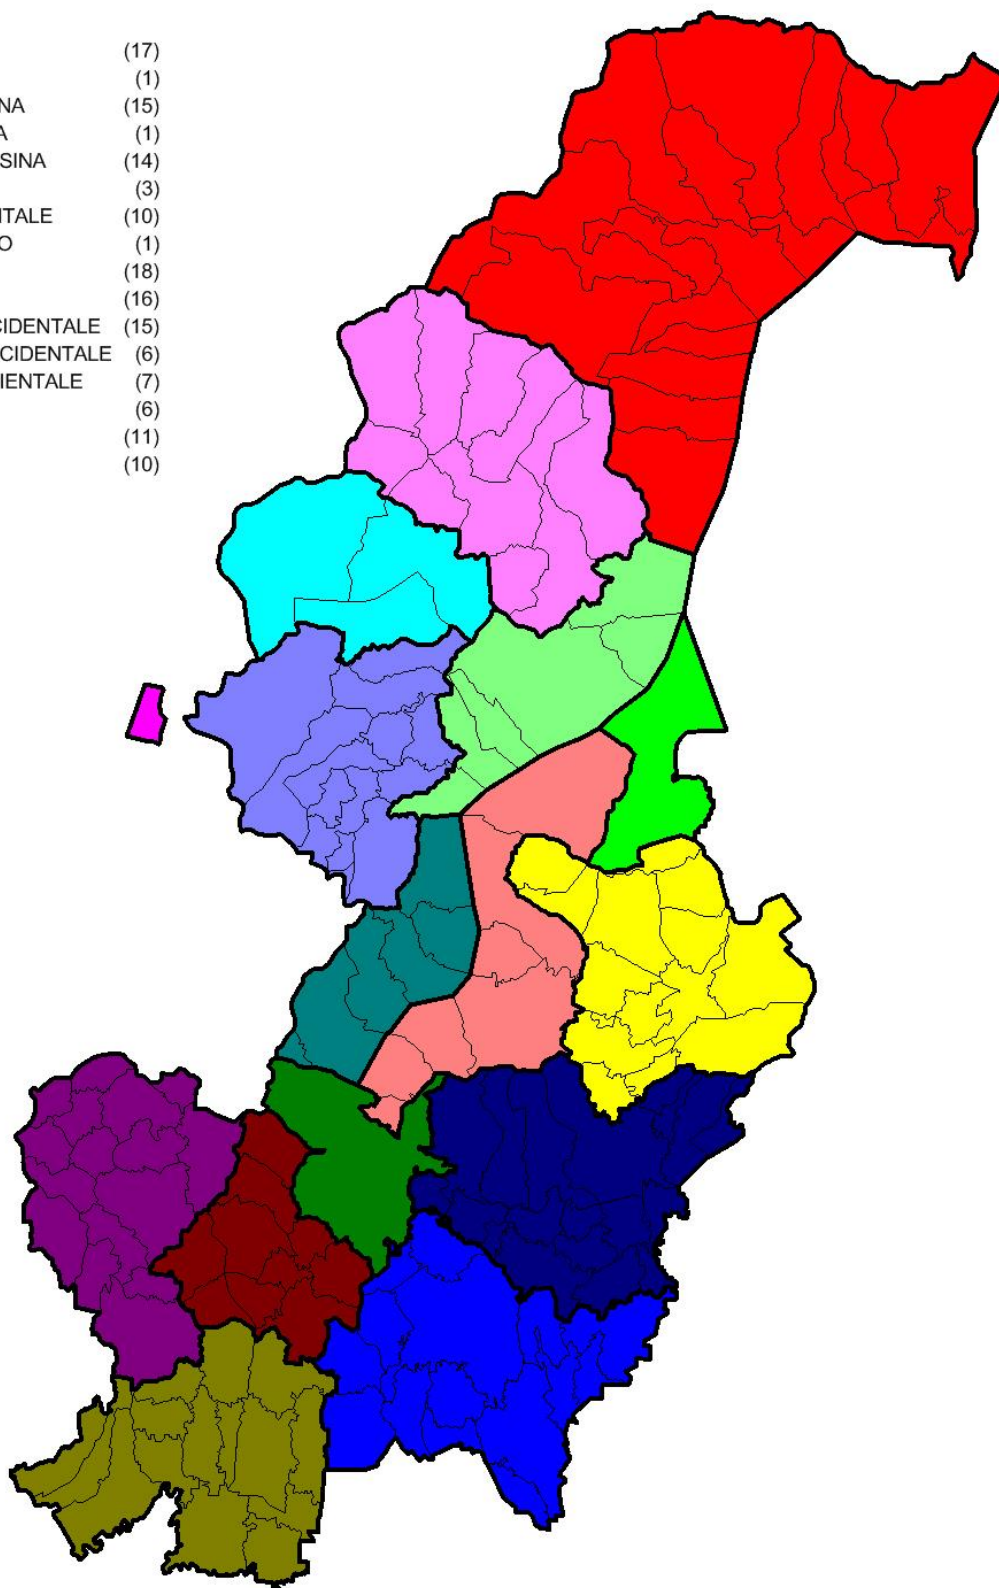 (17)
(1)
NA (15)
A (1)
SINA (14)
(3)
NTALE (10)
O (1)
(18)
(16)
CIDENTALE (15)
CIDENTALE (6)
IENTALE (7)
(6)
(11)
(10)